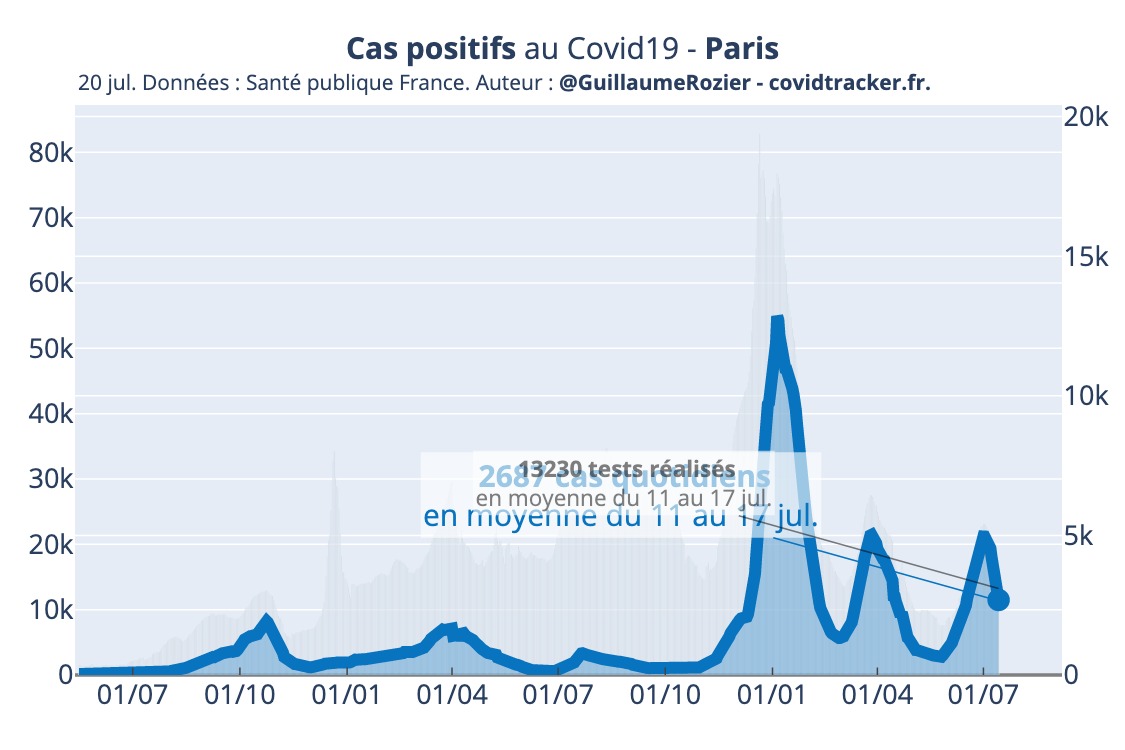 Cas positifs au Covid19 - Paris
20 jul. Données : Santé publique France. Auteur : @GuillaumeRozier - covidtracker.fr.
20k
80k
70k
15k
60k
50k
10k
40k
13230 tests réalisés
2687 cas quotidiens
30k
en moyenne du 11 au 17 jul.
en moyenne du 11 au 17 jul.
20k
5k
10k
0
0
01/07 01/10 01/01 01/04 01/07 01/10 01/01 01/04 01/07